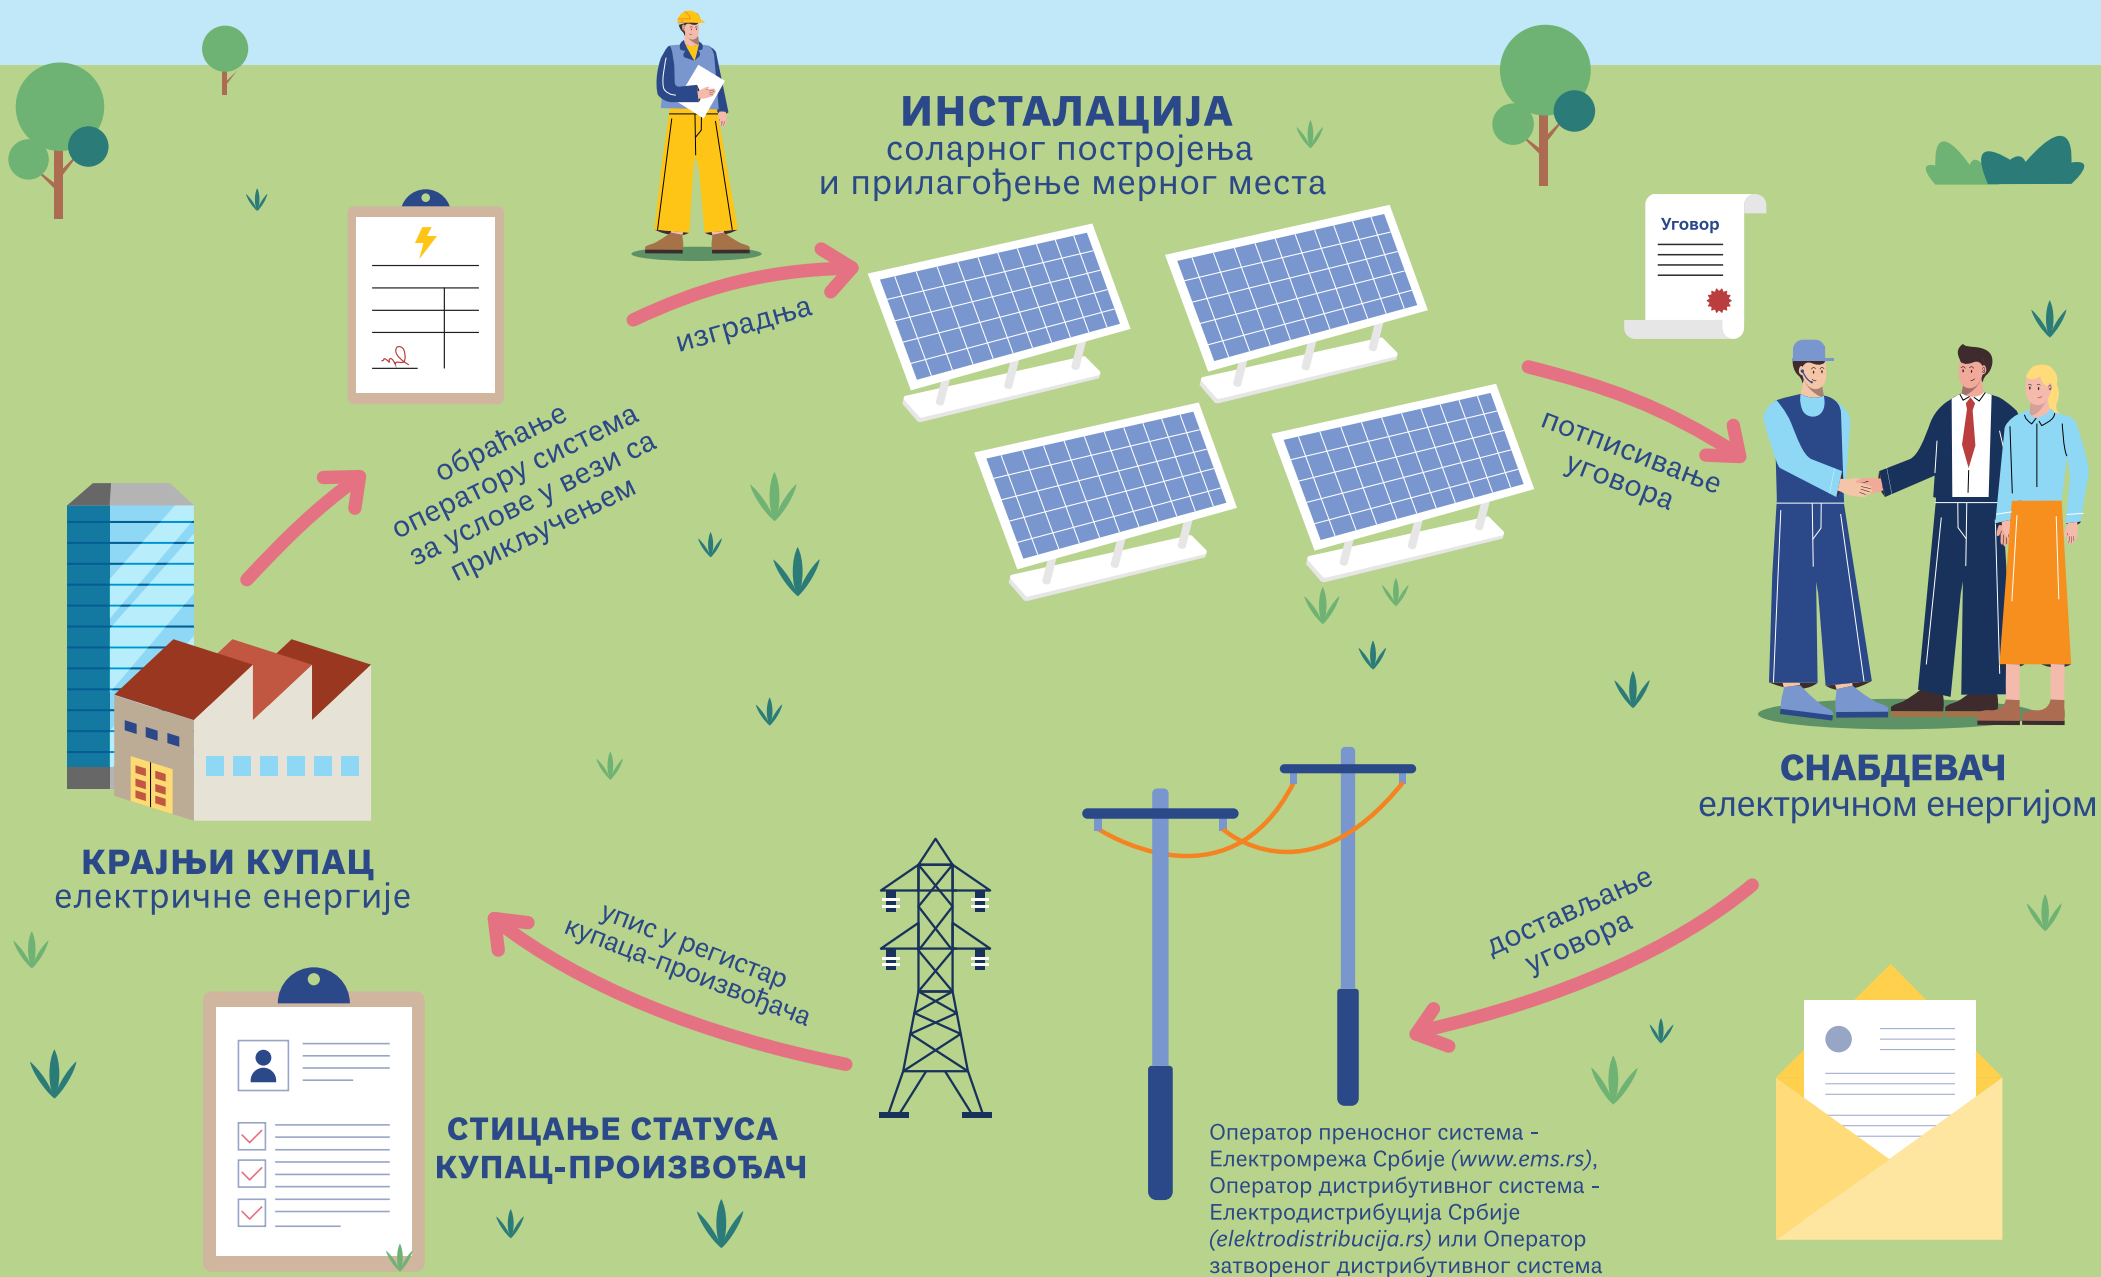 ИНСТАЛАЦИЈА
соларног постројења
и прилагођење мерног места
Уговор
изградња
обраћање
оператору система
за услове у вези са
прикључењем
потписивање
уговора
СНАБДЕВАЧ
електричном енергијом
КРАЈЊИ КУПАЦ
електричне енергије
упис у регистар
купаца-произвођача
достављање
уговора
СТИЦАЊЕ СТАТУСА
КУПАЦ-ПРОИЗВОЂАЧ
Оператор преносног система -
Електромрежа Србије (www.ems.rs),
Оператор дистрибутивног система -
Електродистрибуција Србије
(elektrodistribucija.rs) или Оператор
затвореног дистрибутивног система